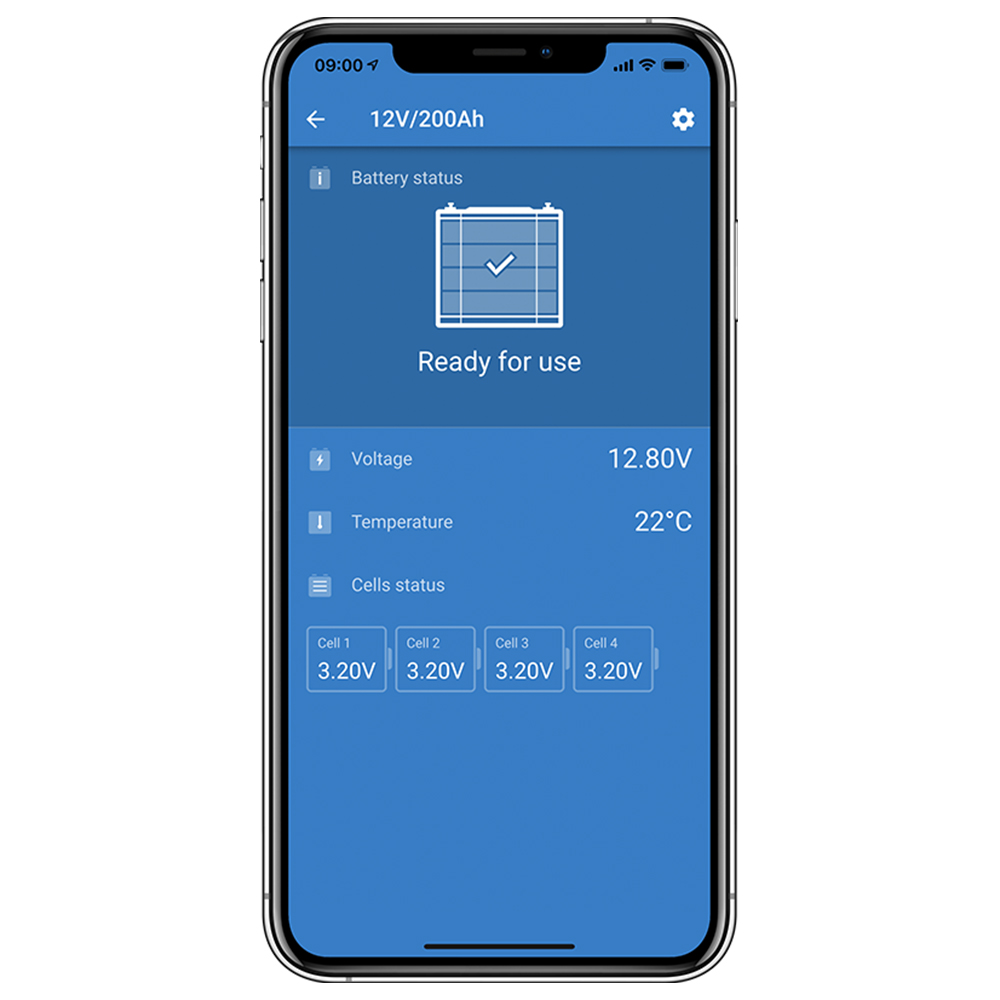 09:00
12V/200Ah
Battery status
Ready for use
Voltage 12.80V
Temperature 22°C
Cells status
Cell 1 Cell 2 Cell 3 Cell 4
3.20V 3.20V 3.20V 3.20V